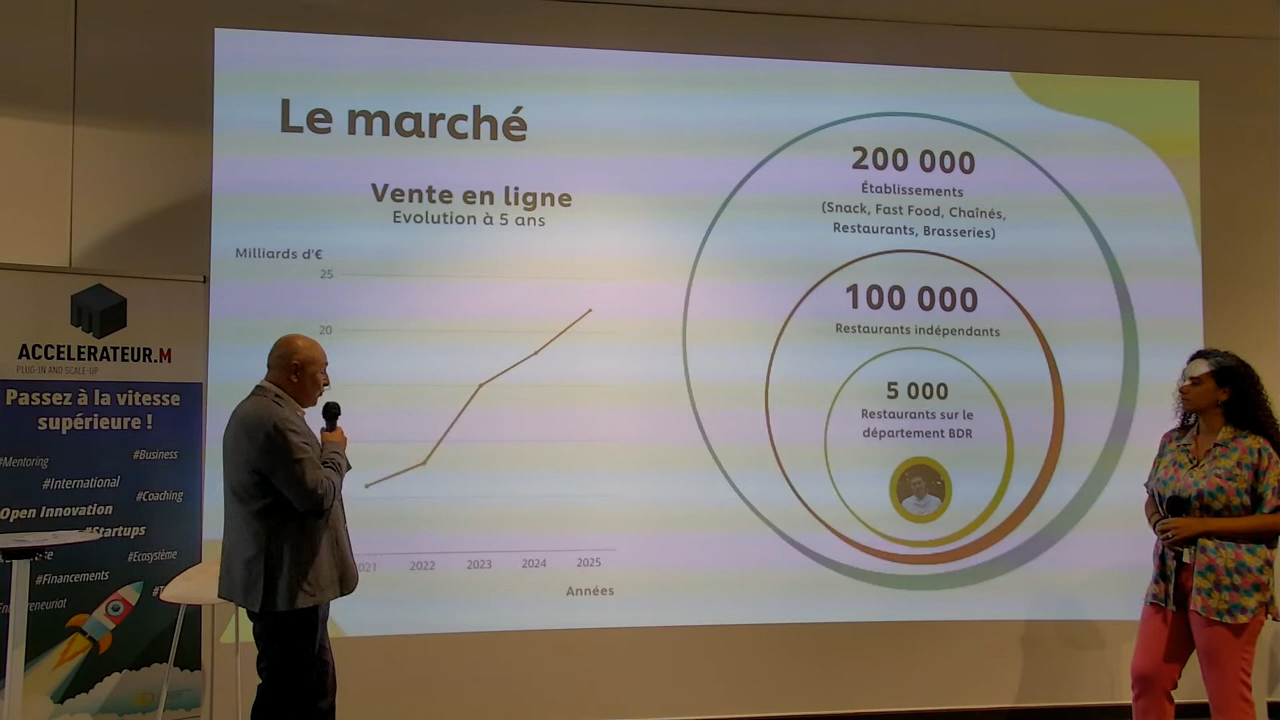 Le marché
Vente en ligne
Evolution à 5 ans
Milliards d'€
25
20
2022
2023
2024
2025
Années
200 000
Établissements
(Snack, Fast Food, Chaînés,
Restaurants, Brasseries)
100 000
Restaurants indépendants
5 000
Restaurants sur le
département BDR
ACCELERATEUR.M
PLUG-IN AND SCALE-UP
Passez à la vitesse
supérieure !
#Mentoring
#Business
#International
#Coaching
Open Innovation
#Startups
#Ecosystème
#Financements